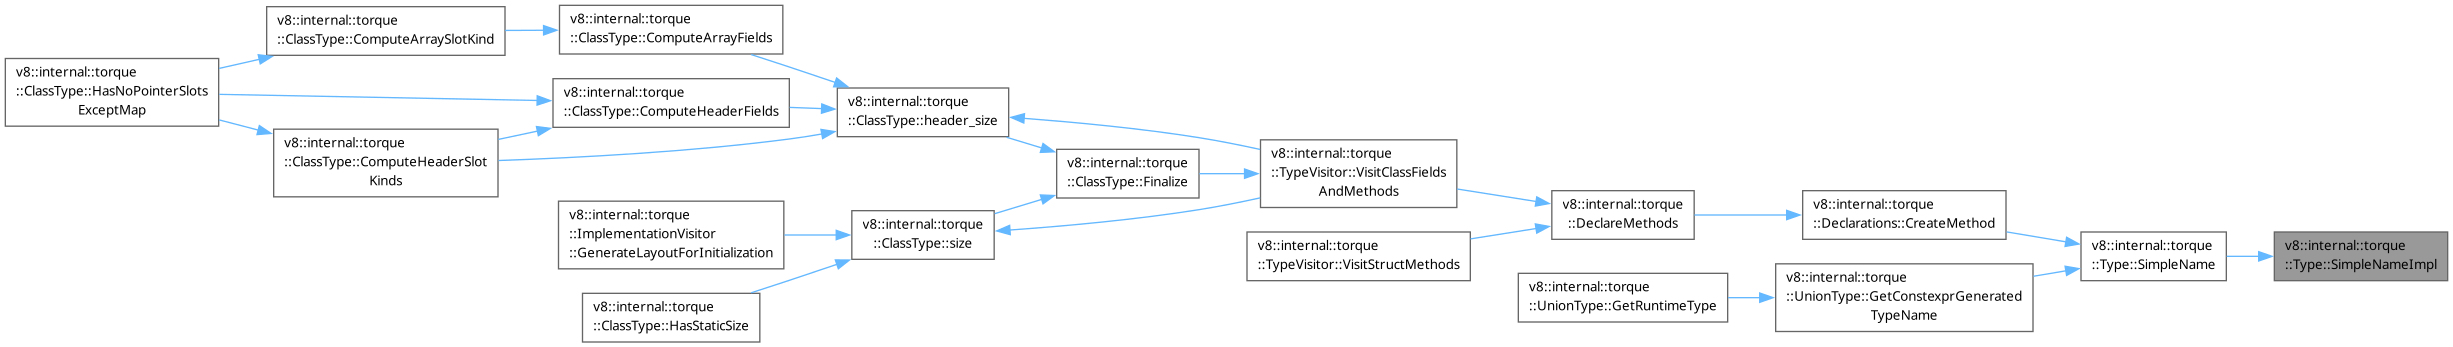 v8::internal::torque
::ClassType::HasNoPointerSlots
ExceptMap
v8::internal::torque
::ClassType::ComputeArraySlotKind
v8::internal::torque
::ClassType::ComputeHeaderSlot
Kinds
v8::internal::torque
::ClassType::ComputeArrayFields
v8::internal::torque
::ClassType::ComputeHeaderFields
v8::internal::torque
::ImplementationVisitor
::GenerateLayoutForInitialization
v8::internal::torque
::ClassType::HasStaticSize
v8::internal::torque
::ClassType::header_size
v8::internal::torque
::ClassType::size
v8::internal::torque
::ClassType::Finalize
v8::internal::torque
::TypeVisitor::VisitClassFields
AndMethods
v8::internal::torque
::TypeVisitor::VisitStructMethods
v8::internal::torque
::DeclareMethods
v8::internal::torque
::UnionType::GetRuntimeType
v8::internal::torque
::Declarations::CreateMethod
v8::internal::torque
::UnionType::GetConstexprGenerated
TypeName
v8::internal::torque
::Type::SimpleName
v8::internal::torque
::Type::SimpleNameImpl